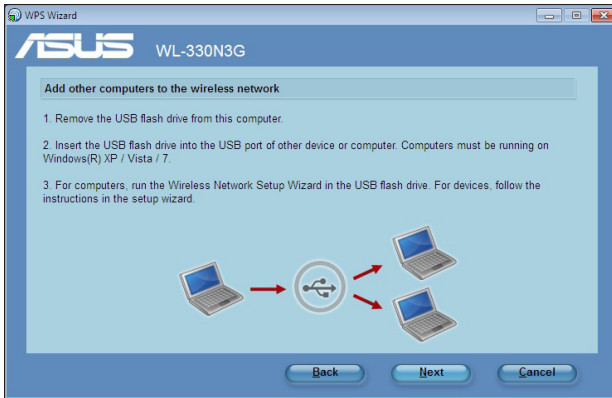 WPS Wizard
ASUS WL-330N3G
Add other computers to the wireless network
1. Remove the USB flash drive from this computer.
2. Insert the USB flash drive into the USB port of other device or computer. Computers must be running on
Windows(R) XP / Vista / 7.
3. For computers, run the Wireless Network Setup Wizard in the USB flash drive. For devices, follow the
instructions in the setup wizard.
Back Next Cancel